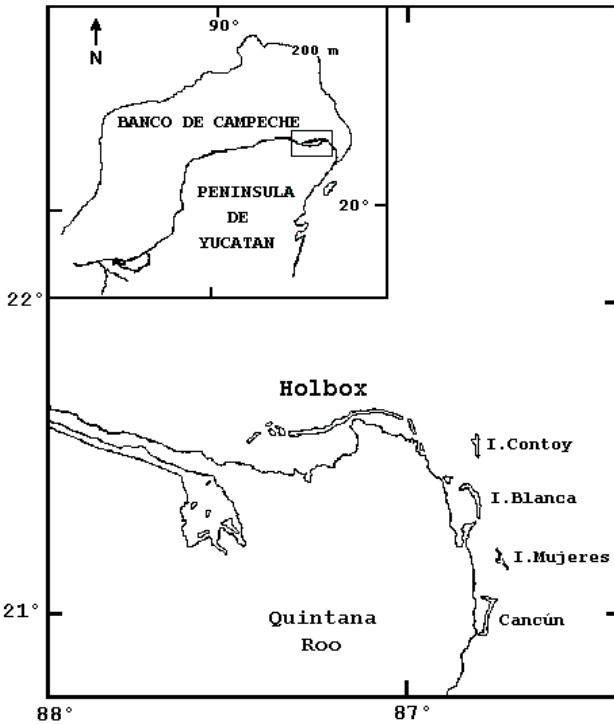 90°
200 m
N
BANCO DE CAMPECHE
PENINSULA
DE
YUCATAN
20°
22°
Holbox
I.Contoy
I.Blanca
I.Mujeres
21°
Quintana
Roo
Cancún
88°
87°